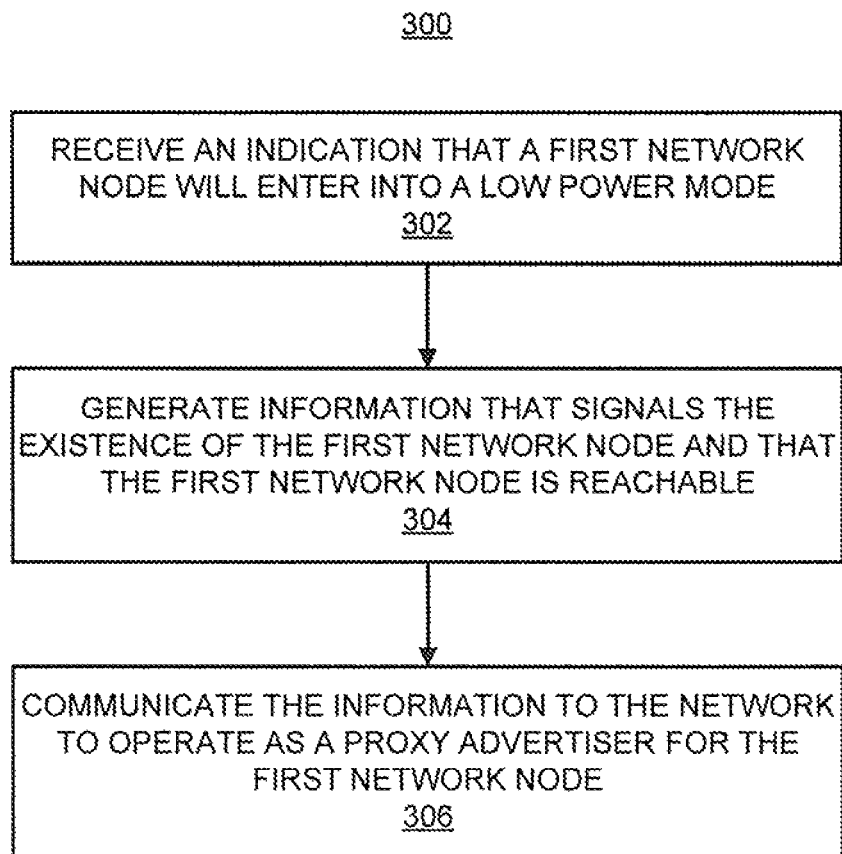 300
RECEIVE AN INDICATION THAT A FIRST NETWORK
NODE WILL ENTER INTO A LOW POWER MODE
302
GENERATE INFORMATION THAT SIGNALS THE
EXISTENCE OF THE FIRST NETWORK NODE AND THAT
THE FIRST NETWORK NODE IS REACHABLE
304
COMMUNICATE THE INFORMATION TO THE NETWORK
TO OPERATE AS A PROXY ADVERTISER FOR THE
FIRST NETWORK NODE
306